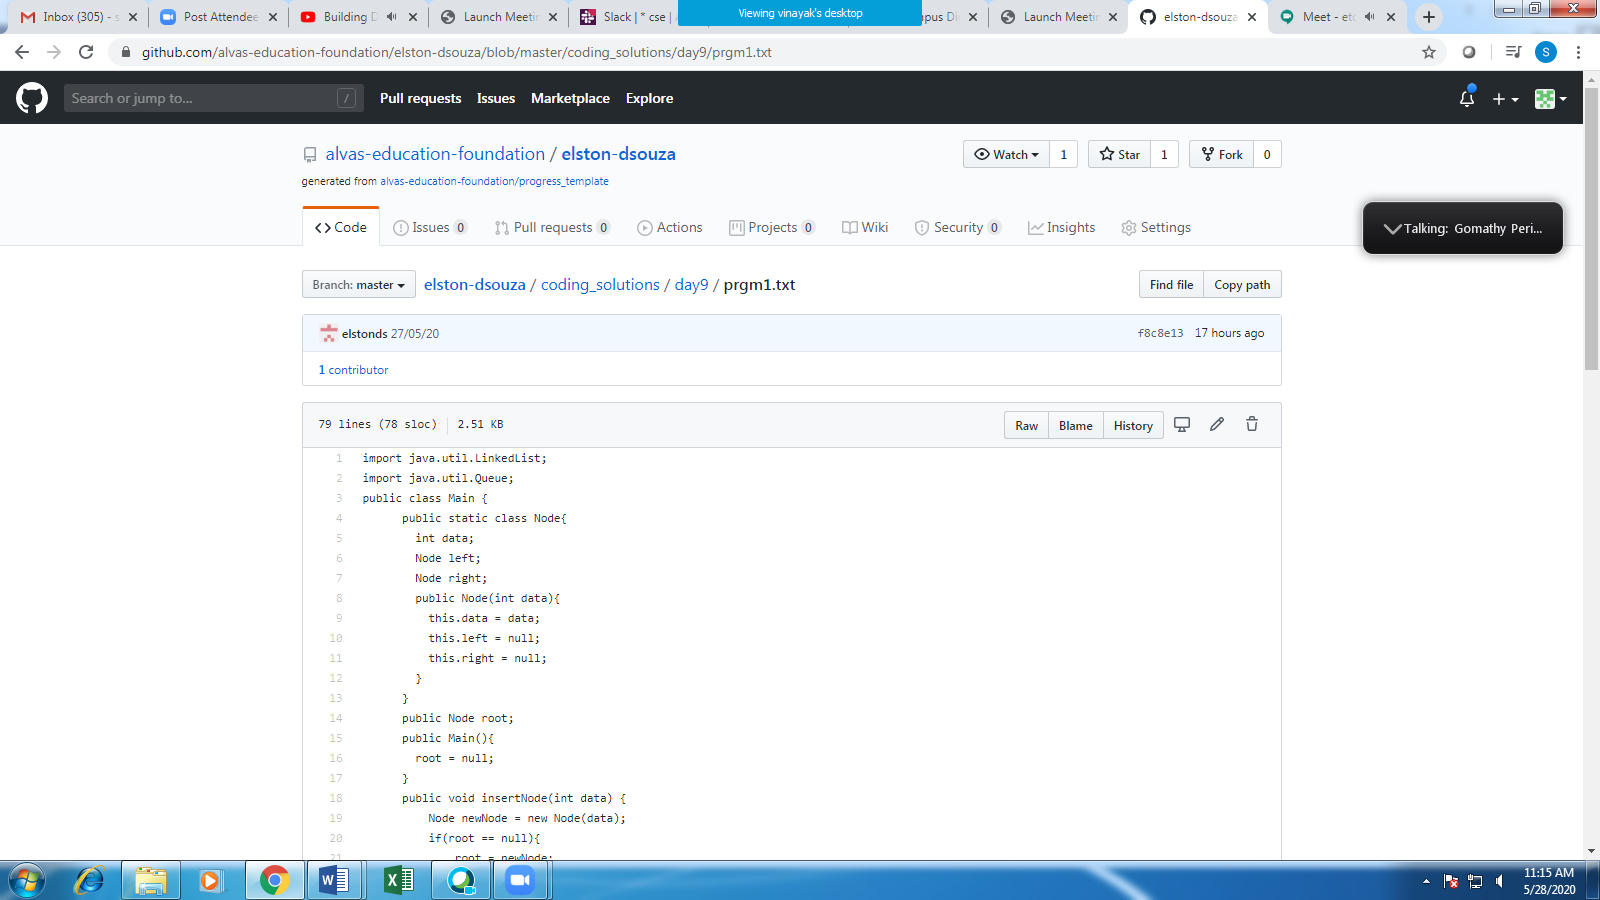 Inbox (305) - s
Post Attendee
Building D
Launch Meetin
Slack | * cse |
Viewing vinayak's desktop
pus Di
Launch Meetin
elston-dsouza
Meet - etc
github.com/alvas-education-foundation/elston-dsouza/blob/master/coding_solutions/day9/prgm1.txt
S
Search or jump to...
/
Pull requests Issues Marketplace Explore
alvas-education-foundation / elston-dsouza
Watch 1 Star 1 Fork 0
generated from alvas-education-foundation/progress_template
Code Issues 0 Pull requests 0 Actions Projects 0 Wiki Security 0 Insights Settings
Talking: Gomathy Peri...
Branch: master elston-dsouza / coding_solutions / day9 / prgm1.txt Find file Copy path
elstonds 27/05/20 f8c8e13 17 hours ago
1 contributor
79 lines (78 sloc) 2.51 KB Raw Blame History
1 import java.util.LinkedList;
2 import java.util.Queue;
3 public class Main {
4 public static class Node{
5 int data;
6 Node left;
7 Node right;
8 public Node(int data){
9 this.data = data;
10 this.left = null;
11 this.right = null;
12 }
13 }
14 public Node root;
15 public Main(){
16 root = null;
17 }
18 public void insertNode(int data) {
19 Node newNode = new Node(data);
20 if(root == null){
21 root = newNode;
11:15 AM
5/28/2020